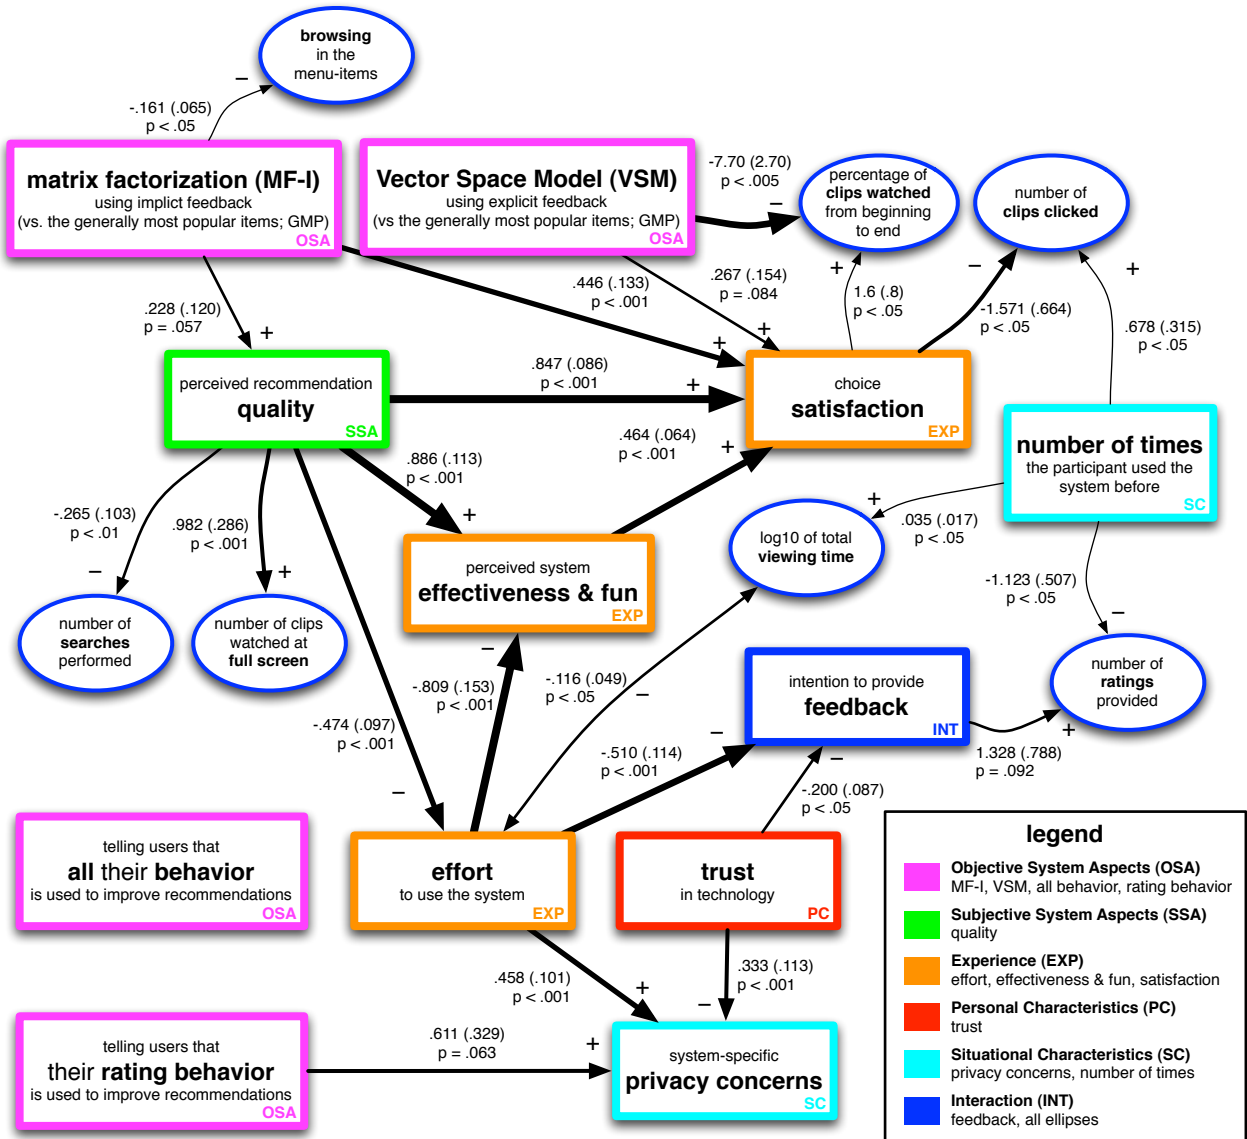 browsing
in the
menu-items
−
-.161 (.065)
p < .05
matrix factorization (MF-I)
using implict feedback
(vs. the generally most popular items; GMP)
OSA
Vector Space Model (VSM)
using explicit feedback
(vs the generally most popular items; GMP)
OSA
-7.70 (2.70)
p < .005
−
percentage of
clips watched
from beginning
to end
number of
clips clicked
.228 (.120)
p = .057
+
.446 (.133)
p < .001
+
.267 (.154)
p = .084
+
+
1.6 (.8)
p < .05
−
-1.571 (.664)
p < .05
+
.678 (.315)
p < .05
perceived recommendation
quality
SSA
.847 (.086)
p < .001
+
choice
satisfaction
EXP
number of times
the participant used the
system before
SC
.886 (.113)
p < .001
+
.464 (.064)
p < .001
+
-.265 (.103)
p < .01
−
.982 (.286)
p < .001
+
+
.035 (.017)
p < .05
log10 of total
viewing time
-1.123 (.507)
p < .05
−
perceived system
effectiveness & fun
EXP
number of
searches
performed
number of clips
watched at
full screen
−
-.809 (.153)
p < .001
-.116 (.049)
p < .05
−
intention to provide
feedback
INT
number of
ratings
provided
-.474 (.097)
p < .001
−
-.510 (.114)
p < .001
−
+
1.328 (.788)
p = .092
−
-.200 (.087)
p < .05
telling users that
all their behavior
is used to improve recommendations
OSA
effort
to use the system
EXP
trust
in technology
PC
.458 (.101)
p < .001
+
.333 (.113)
p < .001
−
telling users that
their rating behavior
is used to improve recommendations
OSA
.611 (.329)
p = .063
+
system-specific
privacy concerns
SC
legend
Objective System Aspects (OSA)
MF-I, VSM, all behavior, rating behavior
Subjective System Aspects (SSA)
quality
Experience (EXP)
effort, effectiveness & fun, satisfaction
Personal Characteristics (PC)
trust
Situational Characteristics (SC)
privacy concerns, number of times
Interaction (INT)
feedback, all ellipses